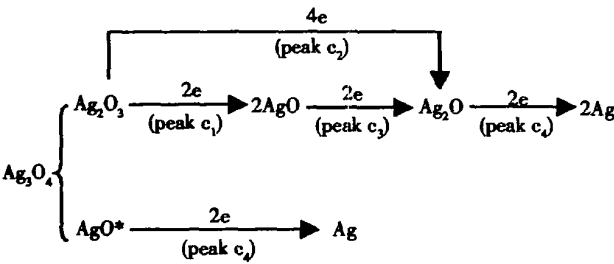 4e
(peak c₂)
Ag₂O₃ 2e 2AgO 2e Ag₂O 2e 2Ag
(peak c₁) (peak c₃) (peak c₄)
Ag₃O₄
AgO* 2e Ag
(peak c₄)